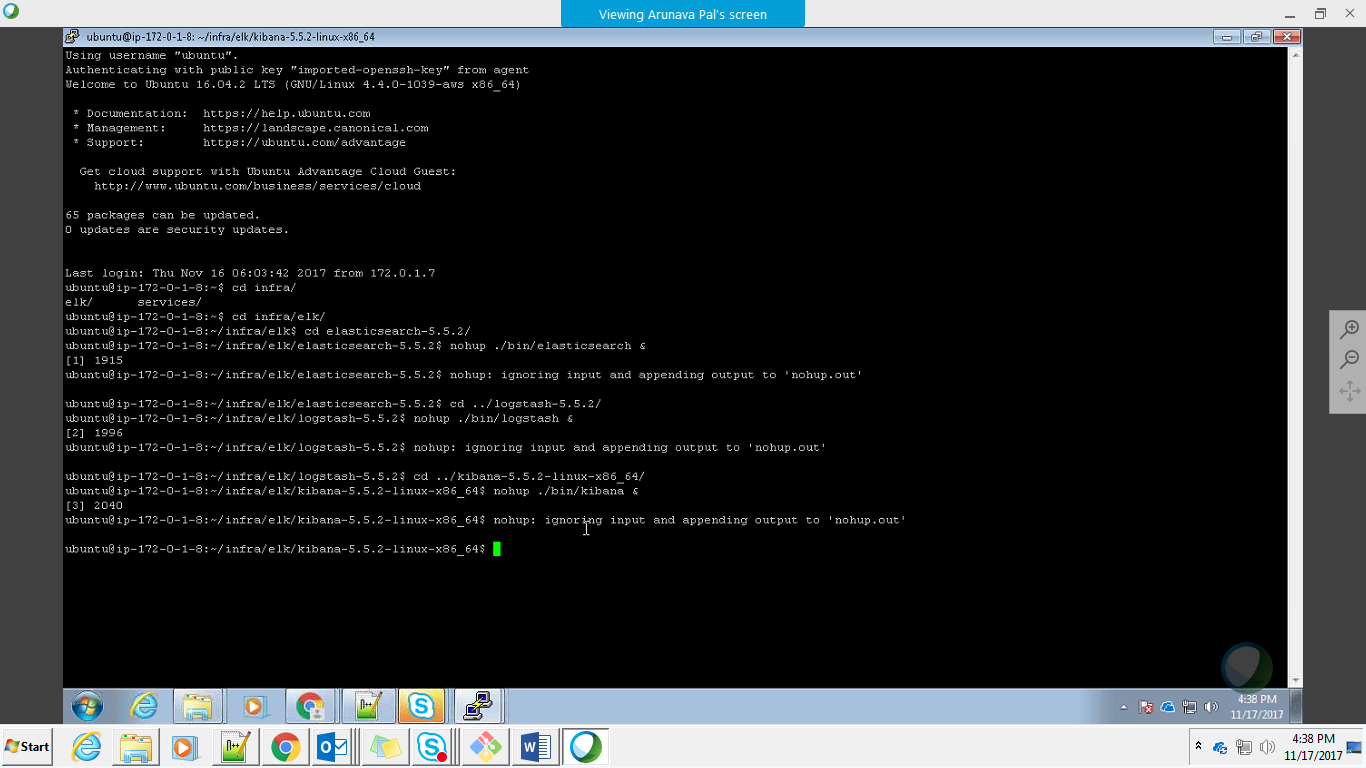 Viewing Arunava Pal's screen
ubuntu@ip-172-0-1-8: ~/infra/elk/kibana-5.5.2-linux-x86_64
Using username "ubuntu".
Authenticating with public key "imported-openssh-key" from agent
Welcome to Ubuntu 16.04.2 LTS (GNU/Linux 4.4.0-1039-aws x86_64)
* Documentation:  https://help.ubuntu.com
* Management:     https://landscape.canonical.com
* Support:        https://ubuntu.com/advantage
Get cloud support with Ubuntu Advantage Cloud Guest:
http://www.ubuntu.com/business/services/cloud
65 packages can be updated.
0 updates are security updates.
Last login: Thu Nov 16 06:03:42 2017 from 172.0.1.7
ubuntu@ip-172-0-1-8:~$ cd infra/
elk/      services/
ubuntu@ip-172-0-1-8:~$ cd infra/elk/
ubuntu@ip-172-0-1-8:~/infra/elk$ cd elasticsearch-5.5.2/
ubuntu@ip-172-0-1-8:~/infra/elk/elasticsearch-5.5.2$ nohup ./bin/elasticsearch &
[1] 1915
ubuntu@ip-172-0-1-8:~/infra/elk/elasticsearch-5.5.2$ nohup: ignoring input and appending output to 'nohup.out'
ubuntu@ip-172-0-1-8:~/infra/elk/elasticsearch-5.5.2$ cd ../logstash-5.5.2/
ubuntu@ip-172-0-1-8:~/infra/elk/logstash-5.5.2$ nohup ./bin/logstash &
[2] 1996
ubuntu@ip-172-0-1-8:~/infra/elk/logstash-5.5.2$ nohup: ignoring input and appending output to 'nohup.out'
ubuntu@ip-172-0-1-8:~/infra/elk/logstash-5.5.2$ cd ../kibana-5.5.2-linux-x86_64/
ubuntu@ip-172-0-1-8:~/infra/elk/kibana-5.5.2-linux-x86_64$ nohup ./bin/kibana &
[3] 2040
ubuntu@ip-172-0-1-8:~/infra/elk/kibana-5.5.2-linux-x86_64$ nohup: ignoring input and appending output to 'nohup.out'
ubuntu@ip-172-0-1-8:~/infra/elk/kibana-5.5.2-linux-x86_64$
4:38 PM
11/17/2017
Start
4:38 PM
11/17/2017